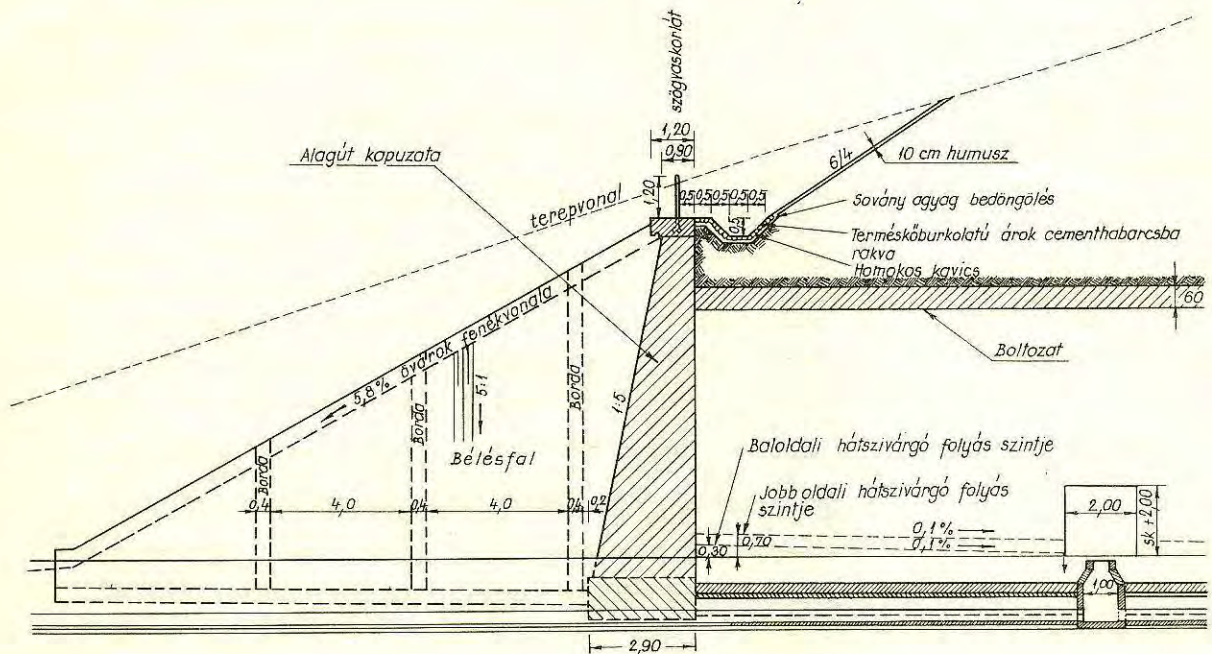 szögvaskorlát
1,20
0,90
Alagút kapuzata
1,20
0,5 0,5 0,5 0,5 0,5
0,5
6/4
10 cm humusz
terepvonal
Sovány agyag bedöngölés
Terméskőburkolatú árok cementhabarcsba
rakva
Homokos kavics
60
Boltozat
5,8% övárok fenékvonala
5:1
1:5
Borda
Borda
Borda
Bélésfal
Baloldali hátszivárgó folyás szintje
Jobb oldali hátszivárgó folyás
szintje
0,4
4,0
0,4
4,0
0,4
0,2
0,1%
0,1%
0,30
0,70
2,00
sk + 2,00
1,00
2,90